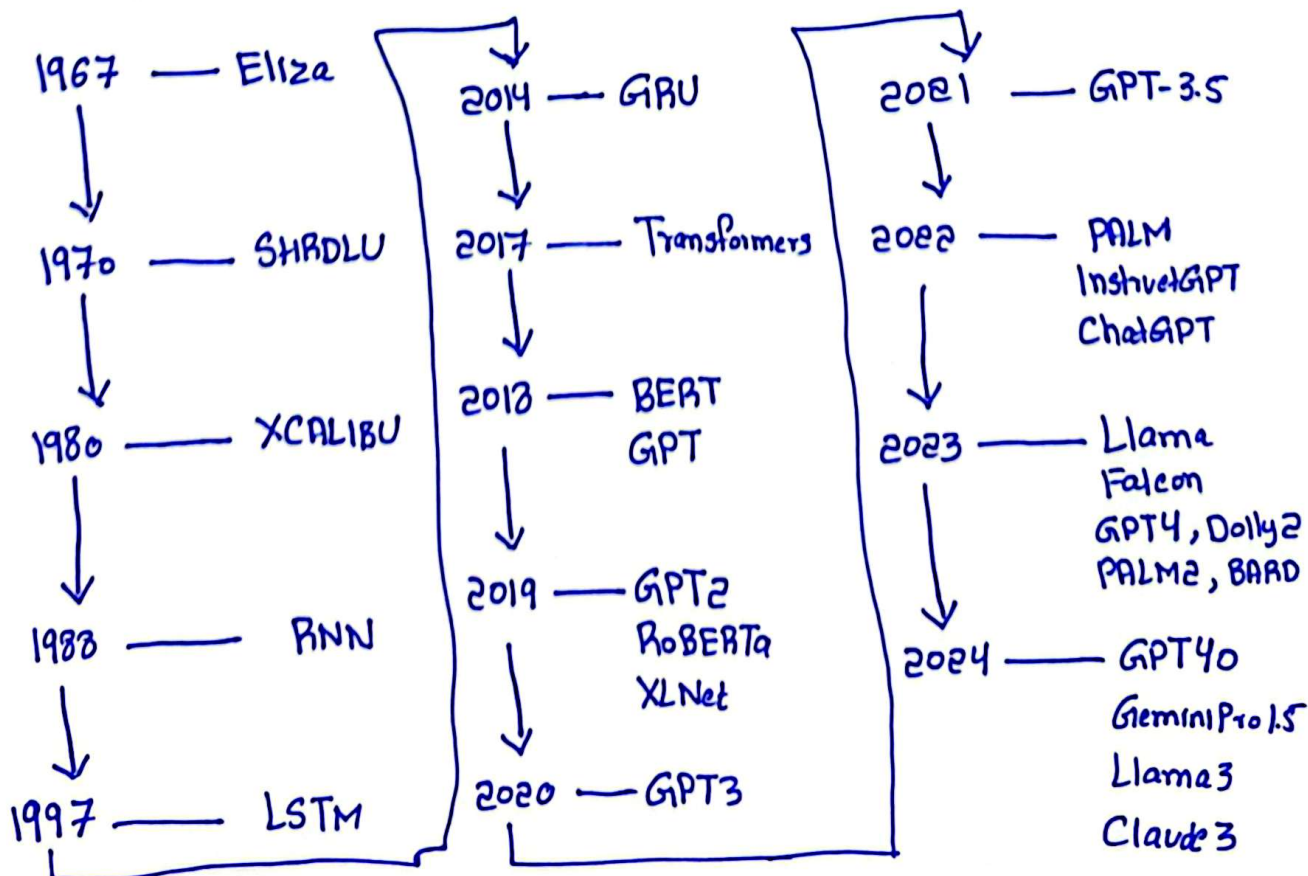 1967 — Eliza
1970 — SHRDLU
1980 — XCALIBU
1988 — RNN
1997 — LSTM
2014 — GRU
2017 — Transformers
2018 — BERT
GPT
2019 — GPT2
RoBERTa
XLNet
2020 — GPT3
2021 — GPT-3.5
2022 — PALM
InstructGPT
ChatGPT
2023 — Llama
Falcon
GPT4, Dolly2
PALM2, BARD
2024 — GPT4o
GeminiPro1.5
Llama3
Claude3